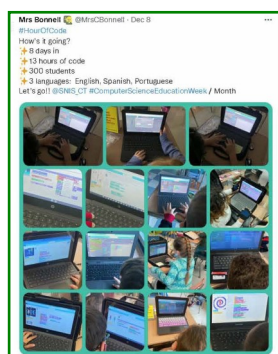 Mrs Bonnell @MrsCBonnell · Dec 8
#HourOfCode
How's it going?
✨8 days in
✨13 hours of code
✨300 students
✨3 languages: English, Spanish, Portuguese
Let's go!! @SNIS_CT #ComputerScienceEducationWeek / Month